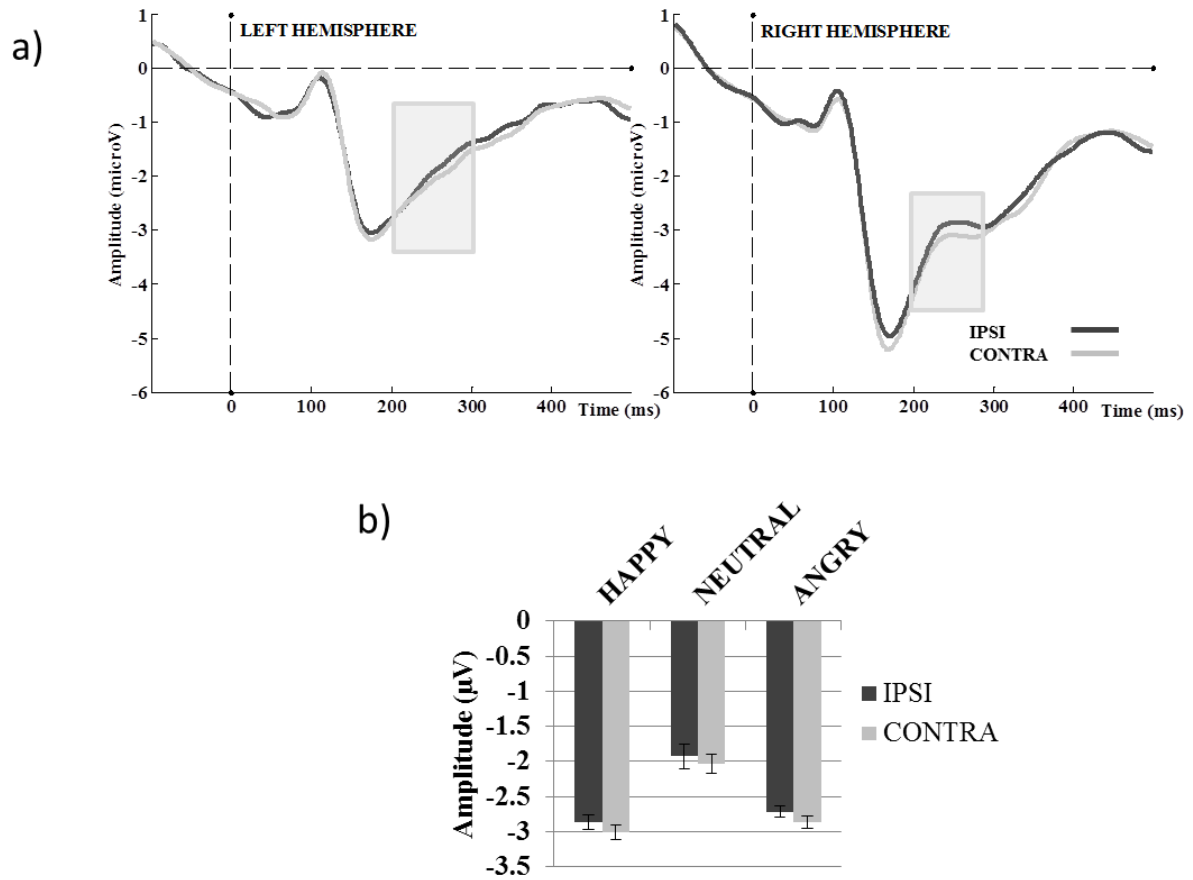 a)
LEFT HEMISPHERE
1
0
-1
-2
-3
-4
-5
-6
Amplitude (microV)
0 100 200 300 400 Time (ms)
RIGHT HEMISPHERE
1
0
-1
-2
-3
-4
-5
-6
Amplitude (microV)
IPSI
CONTRA
0 100 200 300 400 Time (ms)
b)
HAPPY NEUTRAL ANGRY
0
-0.5
-1
-1.5
-2
-2.5
-3
-3.5
Amplitude (µV)
IPSI
CONTRA